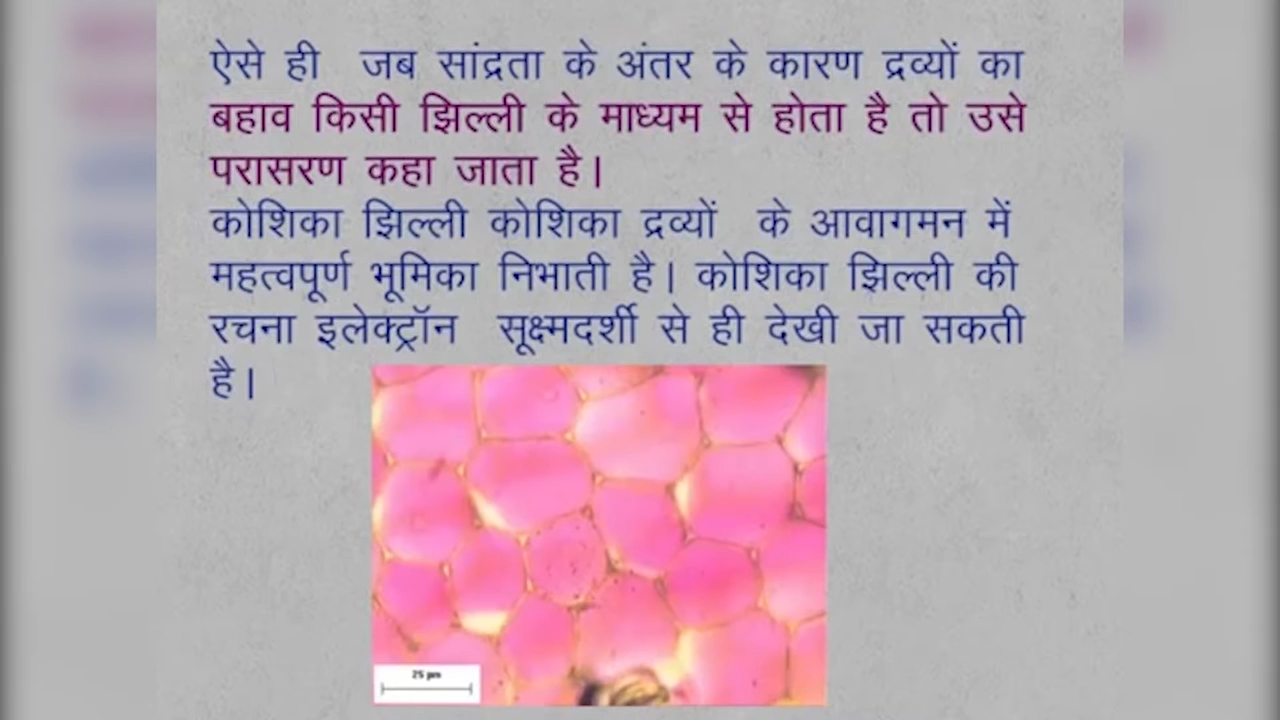 ऐसे ही जब सांद्रता के अंतर के कारण द्रव्यों का
बहाव किसी झिल्ली के माध्यम से होता है तो उसे
परासरण कहा जाता है।
कोशिका झिल्ली कोशिका द्रव्यों के आवागमन में
महत्वपूर्ण भूमिका निभाती है। कोशिका झिल्ली की
रचना इलेक्ट्रॉन सूक्ष्मदर्शी से ही देखी जा सकती
है।
25 µm